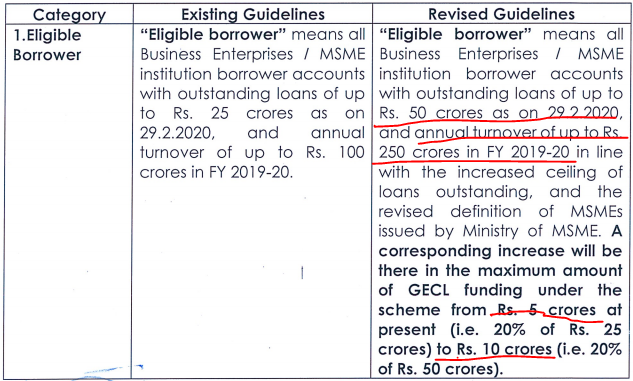 Category Existing Guidelines Revised Guidelines
1.Eligible
Borrower
“Eligible borrower” means all
Business Enterprises / MSME
institution borrower accounts
with outstanding loans of up
to Rs. 25 crores as on
29.2.2020, and annual
turnover of up to Rs. 100
crores in FY 2019-20.
“Eligible borrower” means all
Business Enterprises / MSME
institution borrower accounts
with outstanding loans of up to
Rs. 50 crores as on 29.2.2020,
and annual turnover of up to Rs.
250 crores in FY 2019-20 in line
with the increased ceiling of
loans outstanding, and the
revised definition of MSMEs
issued by Ministry of MSME. A
corresponding increase will be
there in the maximum amount
of GECL funding under the
scheme from Rs. 5 crores at
present (i.e. 20% of Rs. 25
crores) to Rs. 10 crores (i.e. 20%
of Rs. 50 crores).